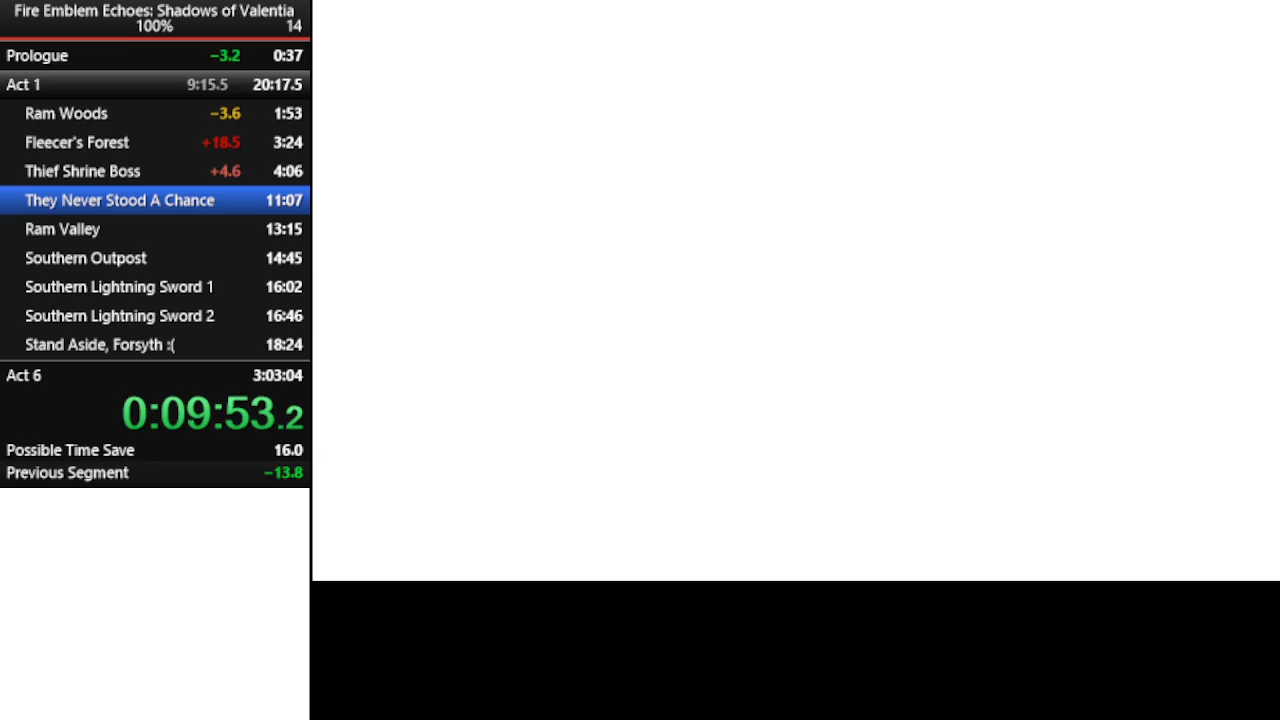 Fire Emblem Echoes: Shadows of Valentia
100% 14
Prologue −3.2 0:37
Act 1 9:15.5 20:17.5
Ram Woods −3.6 1:53
Fleecer's Forest +18.5 3:24
Thief Shrine Boss +4.6 4:06
They Never Stood A Chance 11:07
Ram Valley 13:15
Southern Outpost 14:45
Southern Lightning Sword 1 16:02
Southern Lightning Sword 2 16:46
Stand Aside, Forsyth :( 18:24
Act 6 3:03:04
0:09:53.2
Possible Time Save 16.0
Previous Segment −13.8